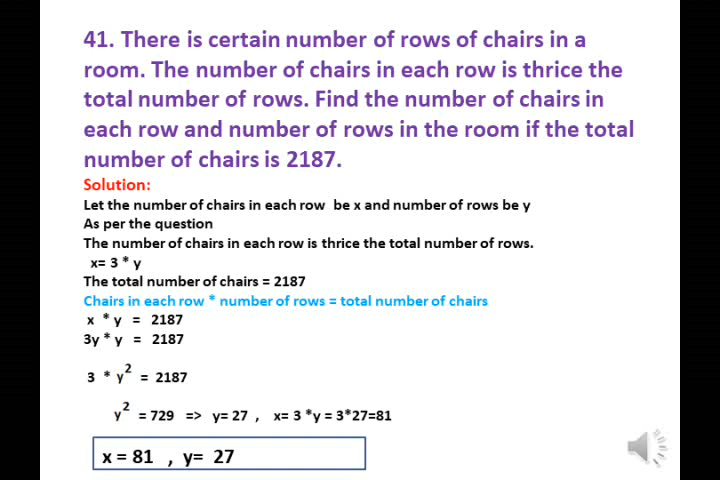 41. There is certain number of rows of chairs in a
room. The number of chairs in each row is thrice the
total number of rows. Find the number of chairs in
each row and number of rows in the room if the total
number of chairs is 2187.
Solution:
Let the number of chairs in each row be x and number of rows be y
As per the question
The number of chairs in each row is thrice the total number of rows.
x= 3 * y
The total number of chairs = 2187
Chairs in each row * number of rows = total number of chairs
x * y = 2187
3y * y = 2187
3 * y² = 2187
y² = 729 => y= 27 , x= 3 *y = 3*27=81
x = 81 , y= 27